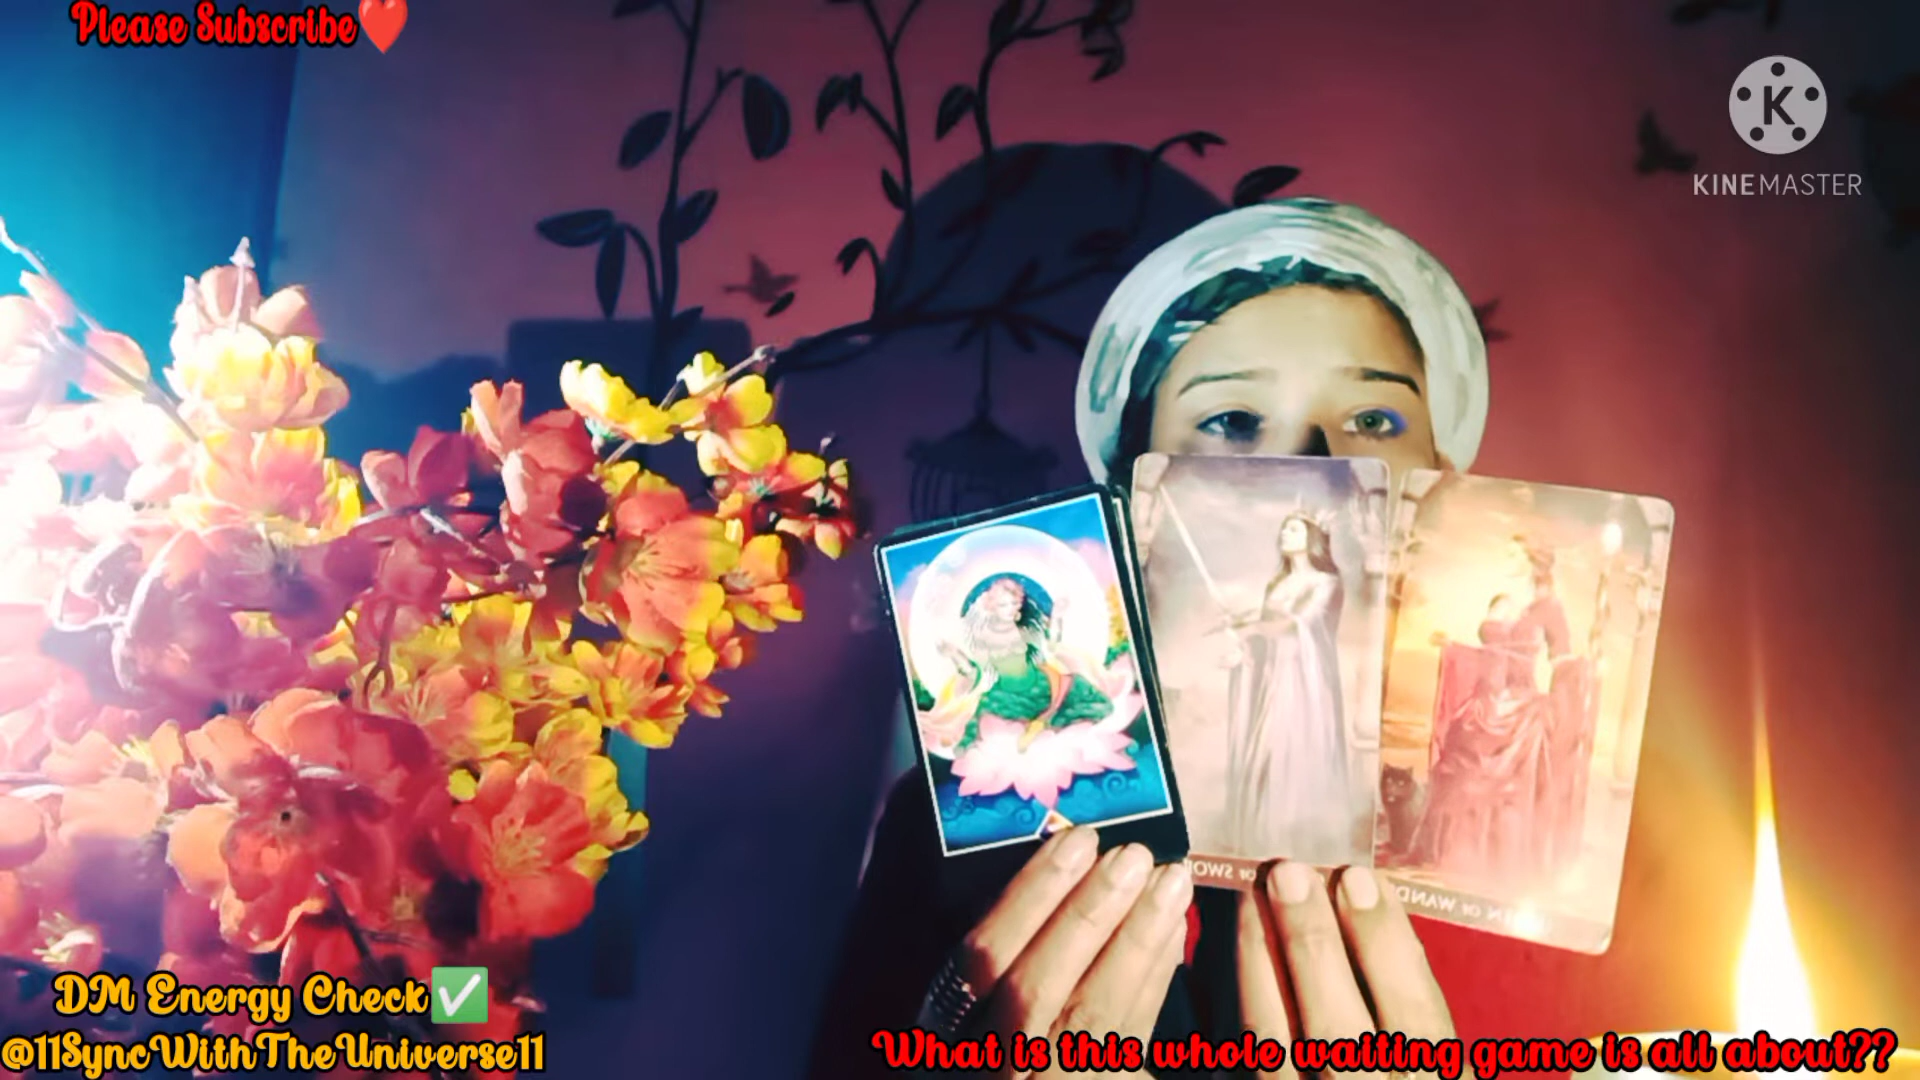 Please Subscribe❤️
KINEMASTER
DM Energy Check✅
@11SyncWithTheUniverse11
What is this whole waiting game is all about??